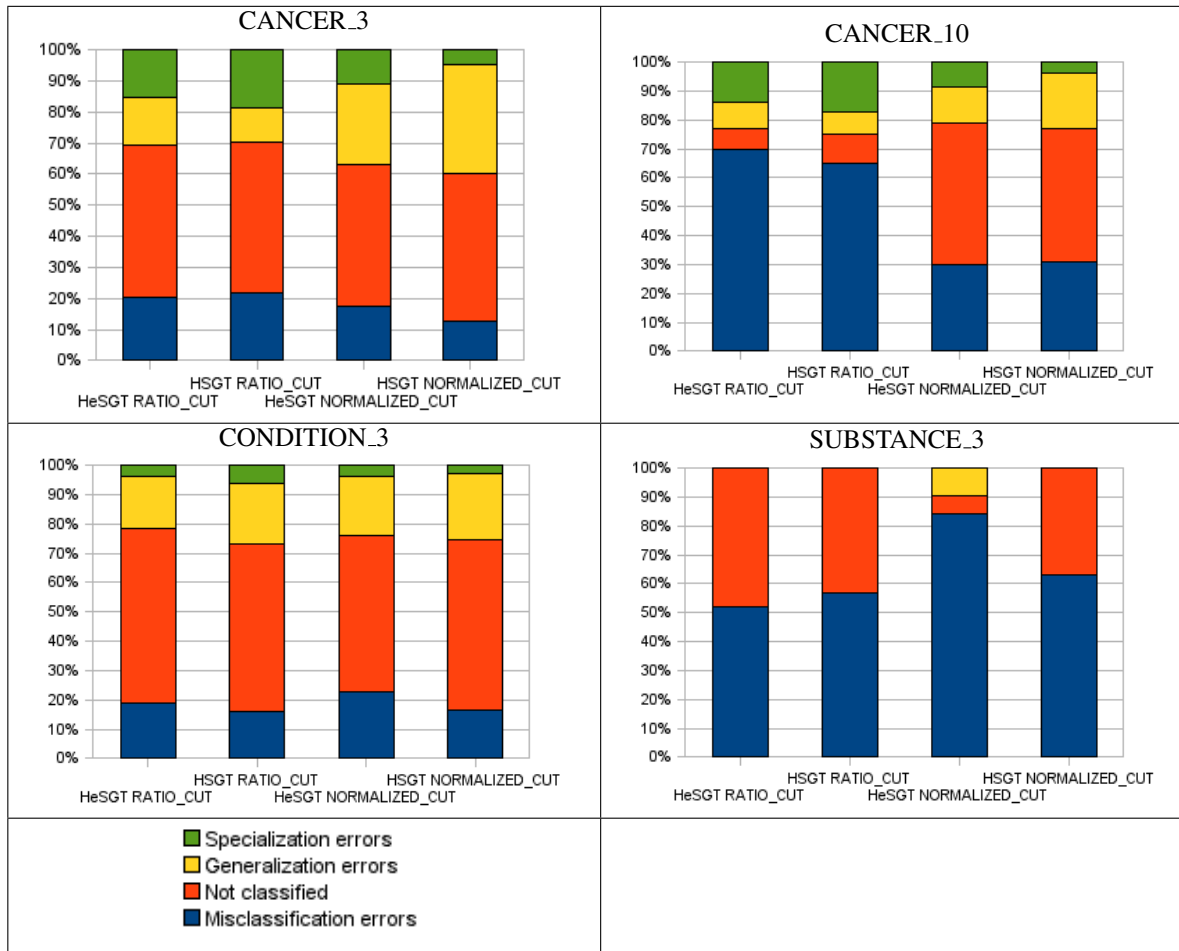 CANCER_3
100%
90%
80%
70%
60%
50%
40%
30%
20%
10%
0%
HSGT RATIO_CUT HSGT NORMALIZED_CUT
HeSGT RATIO_CUT HeSGT NORMALIZED_CUT
CANCER_10
100%
90%
80%
70%
60%
50%
40%
30%
20%
10%
0%
HSGT RATIO_CUT HSGT NORMALIZED_CUT
HeSGT RATIO_CUT HeSGT NORMALIZED_CUT
CONDITION_3
100%
90%
80%
70%
60%
50%
40%
30%
20%
10%
0%
HSGT RATIO_CUT HSGT NORMALIZED_CUT
HeSGT RATIO_CUT HeSGT NORMALIZED_CUT
SUBSTANCE_3
100%
90%
80%
70%
60%
50%
40%
30%
20%
10%
0%
HSGT RATIO_CUT HSGT NORMALIZED_CUT
HeSGT RATIO_CUT HeSGT NORMALIZED_CUT
Specialization errors
Generalization errors
Not classified
Misclassification errors